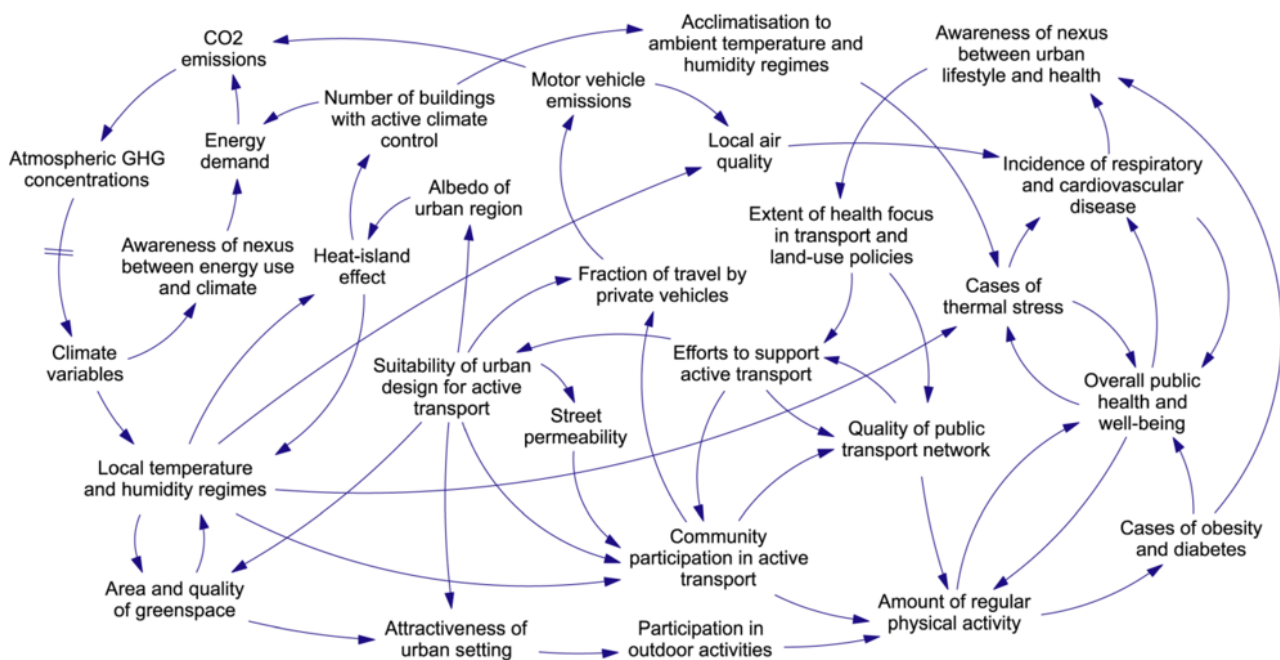 CO2
emissions
Acclimatisation to
ambient temperature and
humidity regimes
Awareness of nexus
between urban
lifestyle and health
Motor vehicle
emissions
Number of buildings
with active climate
control
Energy
demand
Local air
quality
Atmospheric GHG
concentrations
Incidence of respiratory
and cardiovascular
disease
Albedo of
urban region
Extent of health focus
in transport and
land-use policies
Awareness of nexus
between energy use
and climate
Heat-island
effect
Fraction of travel by
private vehicles
Cases of
thermal stress
Climate
variables
Suitability of urban
design for active
transport
Efforts to support
active transport
Overall public
health and
well-being
Street
permeability
Quality of public
transport network
Local temperature
and humidity regimes
Community
participation in active
transport
Cases of obesity
and diabetes
Area and quality
of greenspace
Attractiveness of
urban setting
Participation in
outdoor activities
Amount of regular
physical activity